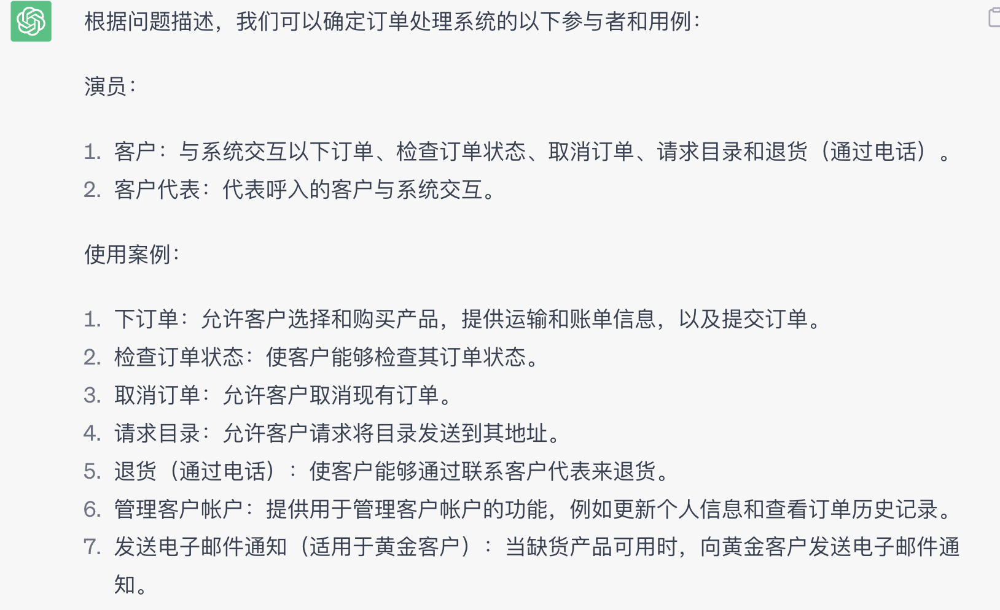 根据问题描述，我们可以确定订单处理系统的以下参与者和用例：
演员：
1. 客户：与系统交互以下订单、检查订单状态、取消订单、请求目录和退货（通过电话）。
2. 客户代表：代表呼入的客户与系统交互。
使用案例：
1. 下订单：允许客户选择和购买产品，提供运输和账单信息，以及提交订单。
2. 检查订单状态：使客户能够检查其订单状态。
3. 取消订单：允许客户取消现有订单。
4. 请求目录：允许客户请求将目录发送到其地址。
5. 退货（通过电话）：使客户能够通过联系客户代表来退货。
6. 管理客户帐户：提供用于管理客户帐户的功能，例如更新个人信息和查看订单历史记录。
7. 发送电子邮件通知（适用于黄金客户）：当缺货产品可用时，向黄金客户发送电子邮件通
知。